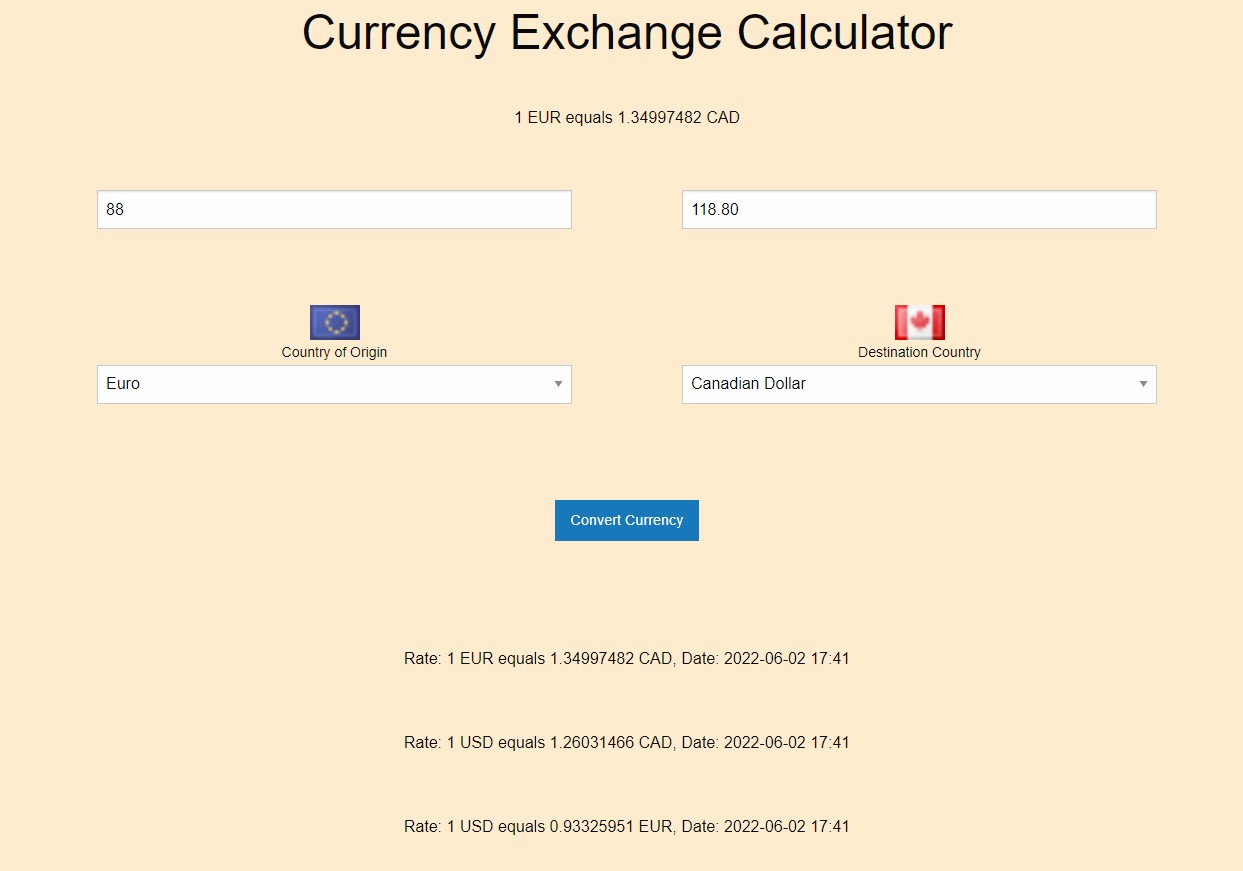 Currency Exchange Calculator
1 EUR equals 1.34997482 CAD
88
118.80
Country of Origin
Destination Country
Euro
Canadian Dollar
Convert Currency
Rate: 1 EUR equals 1.34997482 CAD, Date: 2022-06-02 17:41
Rate: 1 USD equals 1.26031466 CAD, Date: 2022-06-02 17:41
Rate: 1 USD equals 0.93325951 EUR, Date: 2022-06-02 17:41